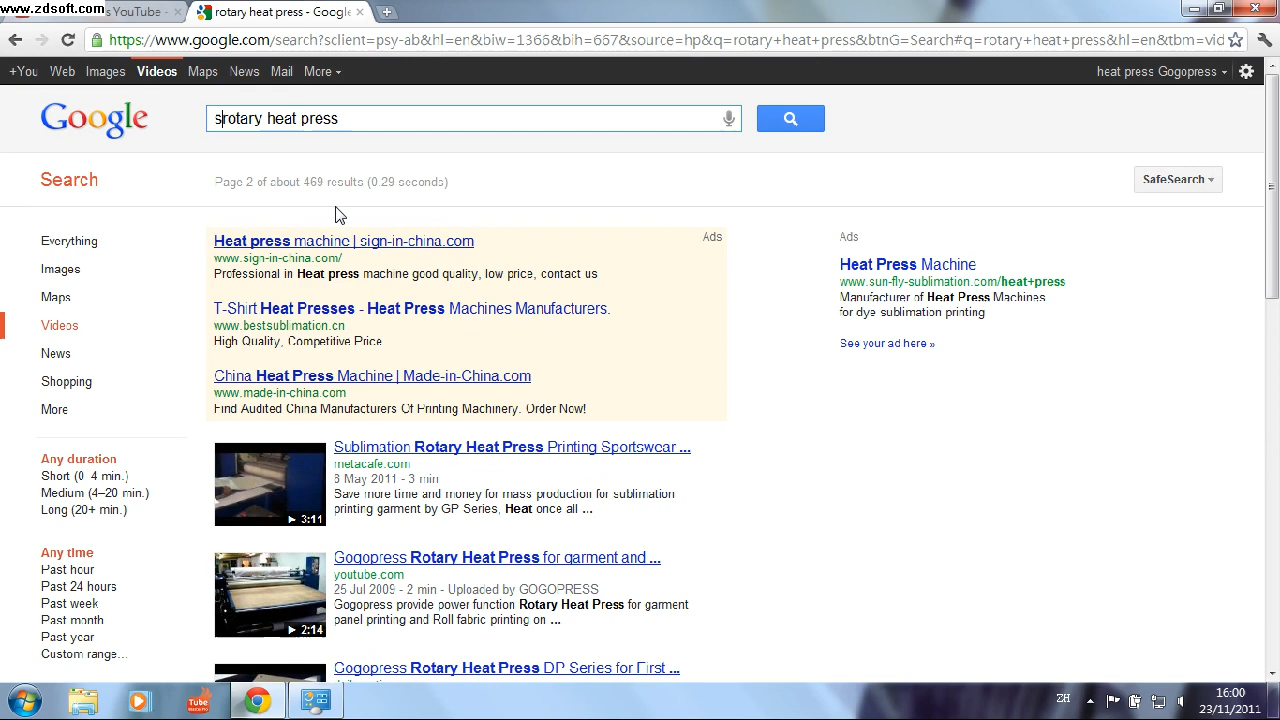 www.zdsoft.com
s YouTube -
rotary heat press - Google
https://www.google.com/search?sclient=psy-ab&hl=en&biw=1366&bih=667&source=hp&q=rotary+heat+press&btnG=Search#q=rotary+heat+press&hl=en&tbm=vid
+You Web Images Videos Maps News Mail More
heat press Gogopress
Google
srotary heat press
Search
Page 2 of about 469 results (0.29 seconds)
SafeSearch
Everything
Images
Maps
Videos
News
Shopping
More
Any duration
Short (0–4 min.)
Medium (4–20 min.)
Long (20+ min.)
Any time
Past hour
Past 24 hours
Past week
Past month
Past year
Custom range...
Heat press machine | sign-in-china.com
Ads
www.sign-in-china.com/
Professional in Heat press machine good quality, low price, contact us
T-Shirt Heat Presses - Heat Press Machines Manufacturers.
www.bestsublimation.cn
High Quality, Competitive Price
China Heat Press Machine | Made-in-China.com
www.made-in-china.com
Find Audited China Manufacturers Of Printing Machinery. Order Now!
Sublimation Rotary Heat Press Printing Sportswear ...
metacafe.com
8 May 2011 - 3 min
Save more time and money for mass production for sublimation
printing garment by GP Series, Heat once all ...
3:11
Gogopress Rotary Heat Press for garment and ...
youtube.com
25 Jul 2009 - 2 min - Uploaded by GOGOPRESS
Gogopress provide power function Rotary Heat Press for garment
panel printing and Roll fabric printing on ...
2:14
Gogopress Rotary Heat Press DP Series for First ...
Ads
Heat Press Machine
www.sun-fly-sublimation.com/heat+press
Manufacturer of Heat Press Machines
for dye sublimation printing
See your ad here »
Tube
ZH
16:00
23/11/2011